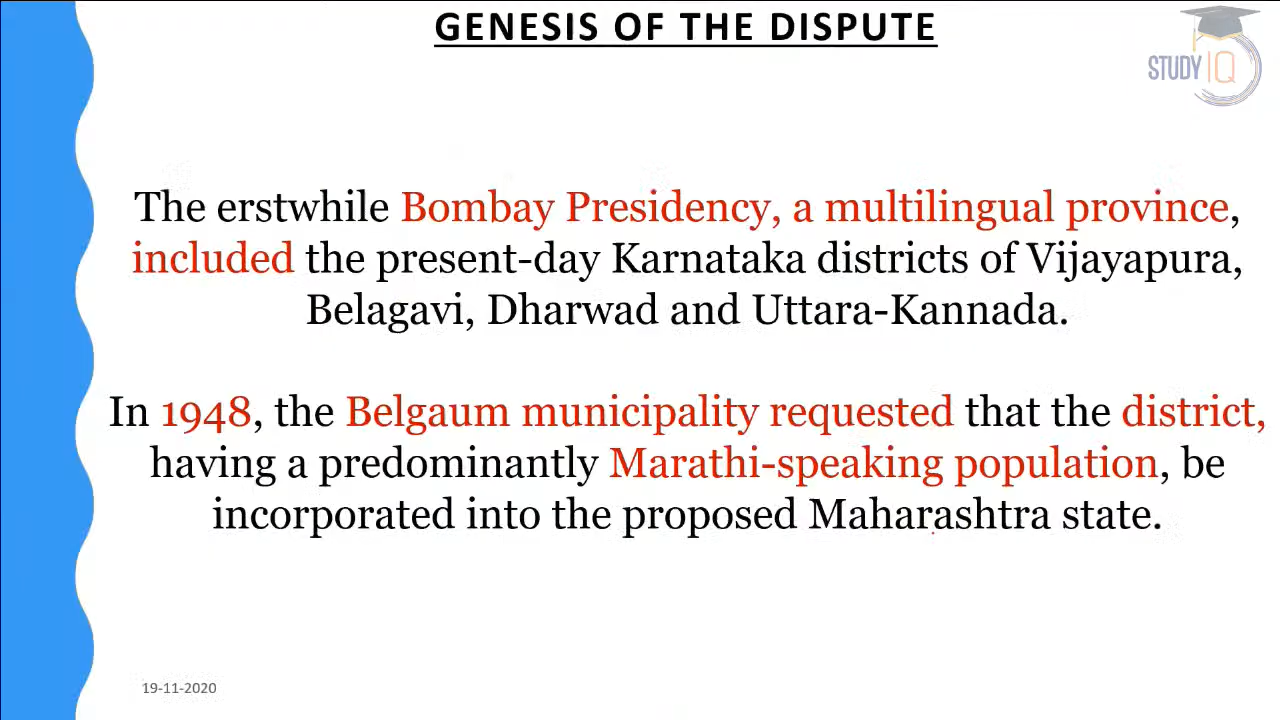 GENESIS OF THE DISPUTE
STUDY IQ
The erstwhile Bombay Presidency, a multilingual province,
included the present-day Karnataka districts of Vijayapura,
Belagavi, Dharwad and Uttara-Kannada.
In 1948, the Belgaum municipality requested that the district,
having a predominantly Marathi-speaking population, be
incorporated into the proposed Maharashtra state.
19-11-2020